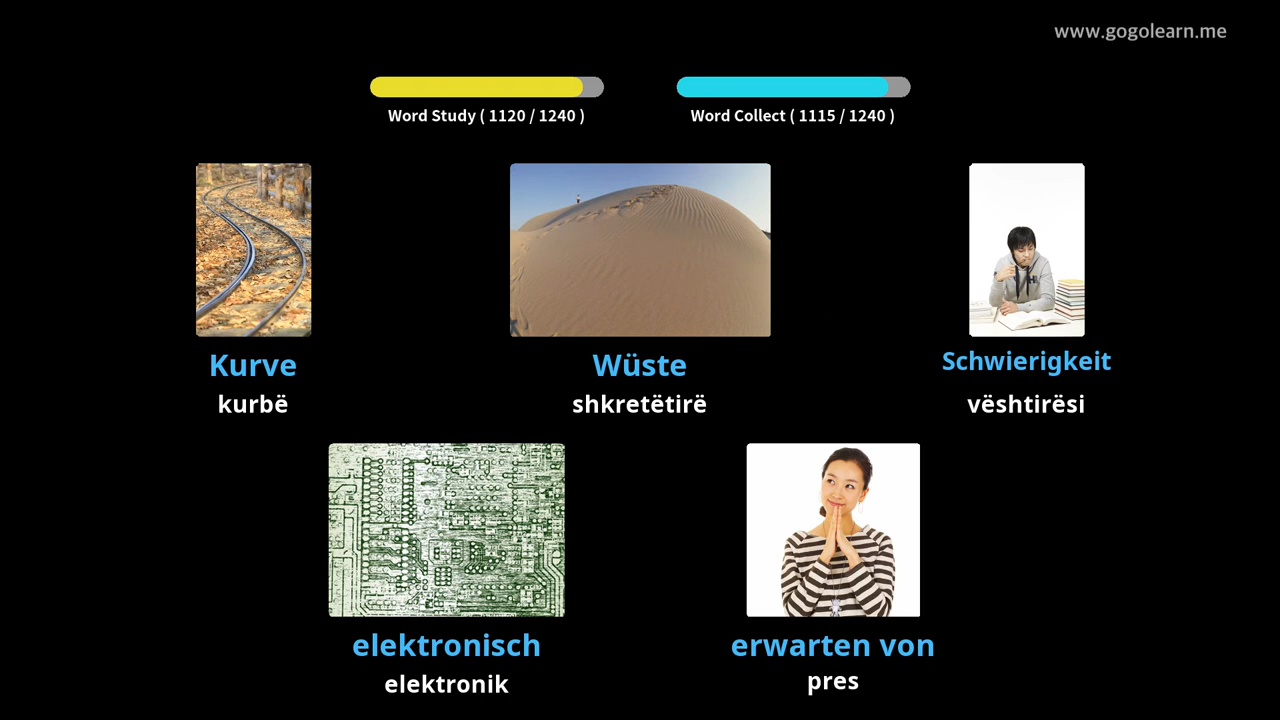 www.gogolearn.me
Word Study ( 1120 / 1240 )
Word Collect ( 1115 / 1240 )
Kurve
kurbë
Wüste
shkretëtirë
Schwierigkeit
vështirësi
elektronisch
elektronik
erwarten von
pres